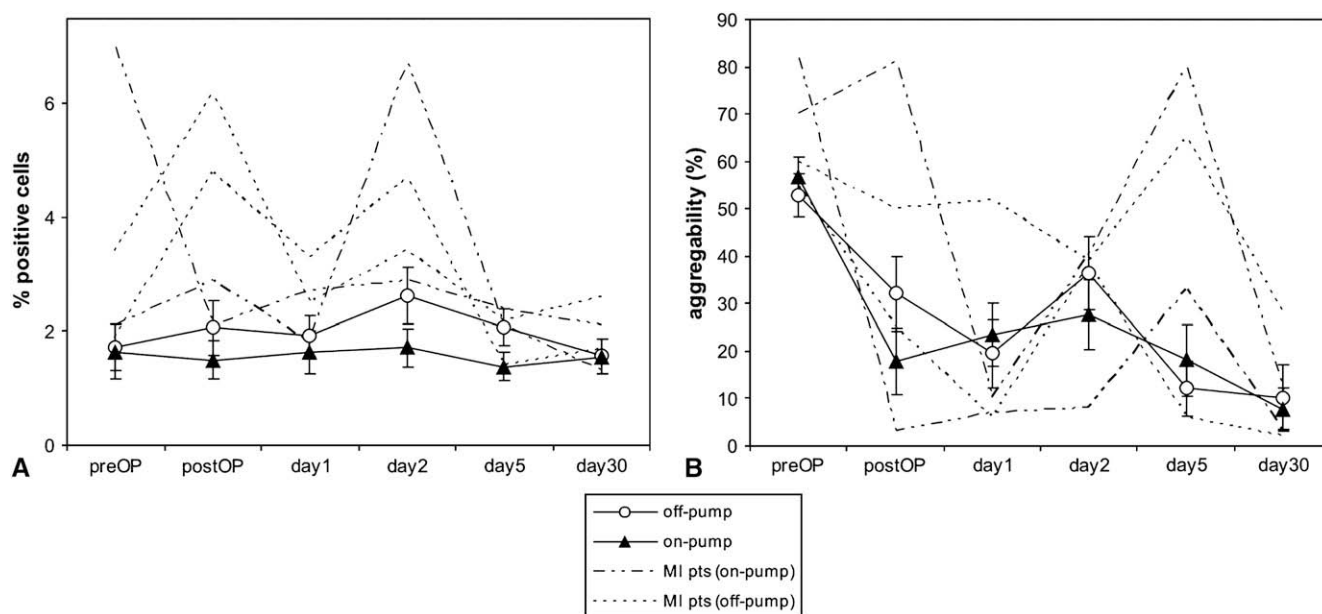 % positive cells
6
4
2
0
preOP postOP day1 day2 day5 day30
A
aggregability (%)
90
80
70
60
50
40
30
20
10
0
preOP postOP day1 day2 day5 day30
B
off-pump
on-pump
MI pts (on-pump)
MI pts (off-pump)